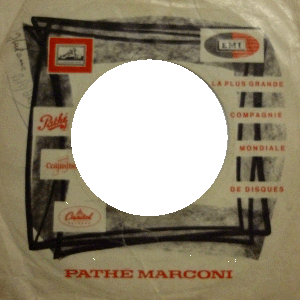 EMI
LA PLUS GRANDE
Pathé
COMPAGNIE
MONDIALE
Columbia
DE DISQUES
Capitol
PATHE MARCONI